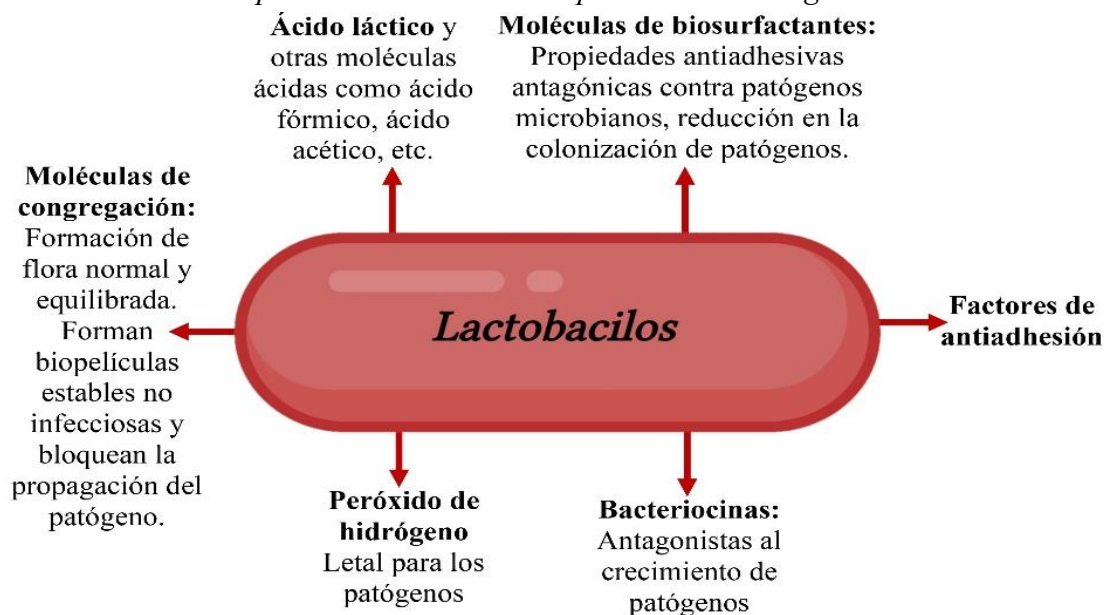 Ácido láctico y
otras moléculas
ácidas como ácido
fórmico, ácido
acético, etc.
Moléculas de biosurfactantes:
Propiedades antiadhesivas
antagónicas contra patógenos
microbianos, reducción en la
colonización de patógenos.
Moléculas de
congregación:
Formación de
flora normal y
equilibrada.
Forman
biopelículas
estables no
infecciosas y
bloquean la
propagación del
patógeno.
Lactobacilos
Factores de
antiadhesión
Peróxido de
hidrógeno
Letal para los
patógenos
Bacteriocinas:
Antagonistas al
crecimiento de
patógenos